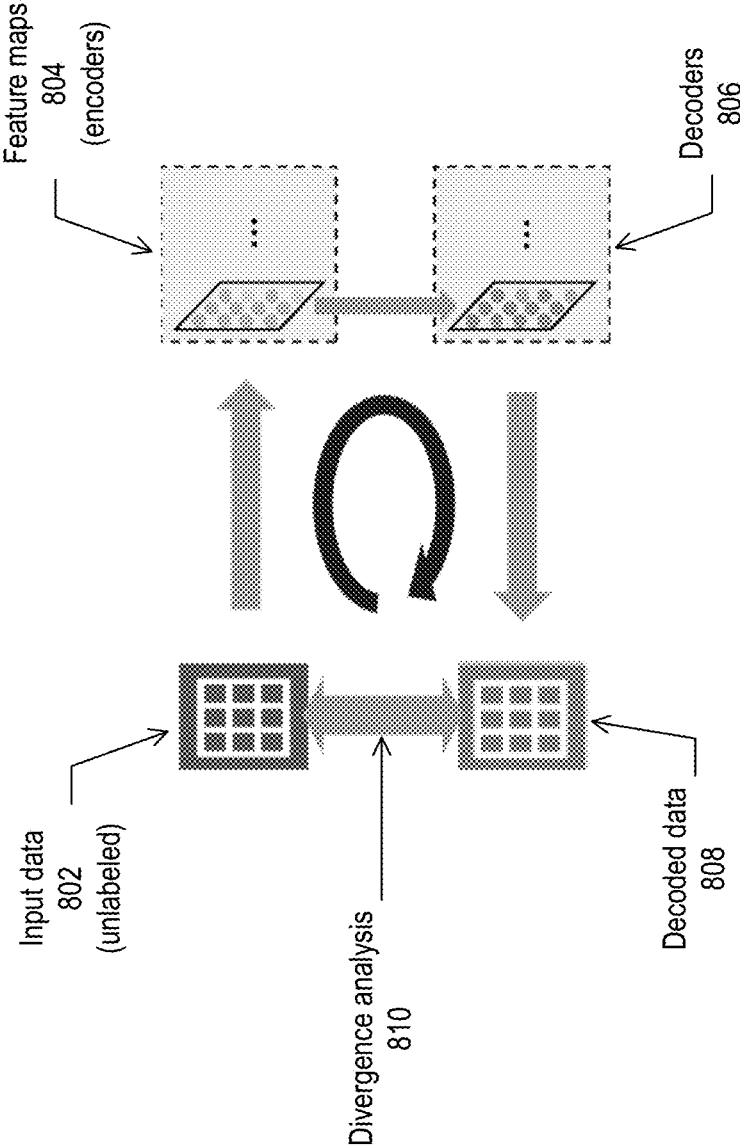 Input data
802
(unlabeled)
Feature maps
804
(encoders)
Divergence analysis
810
Decoded data
808
Decoders
806